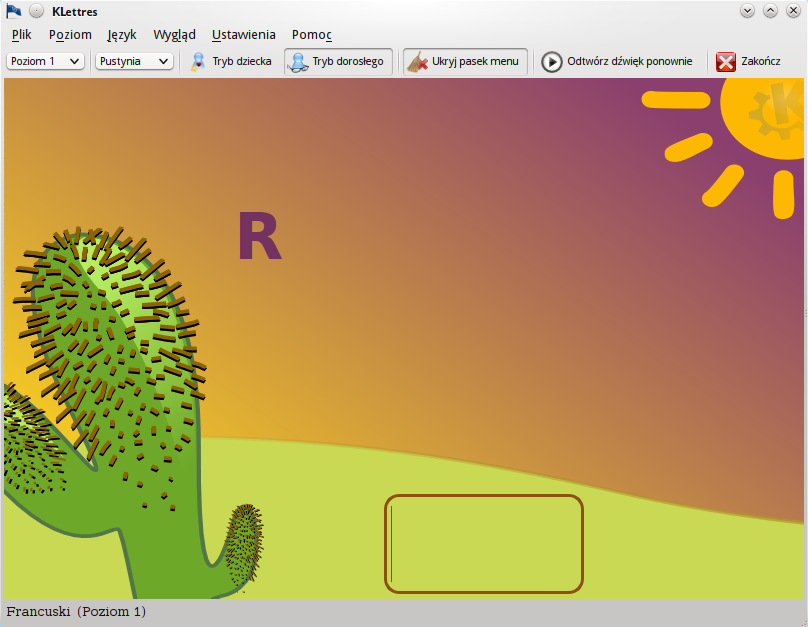 KLettres
Plik Poziom Język Wygląd Ustawienia Pomoc
Poziom 1 Pustynia Tryb dziecka Tryb dorosłego Ukryj pasek menu Odtwórz dźwięk ponownie Zakończ
K
R
Francuski (Poziom 1)